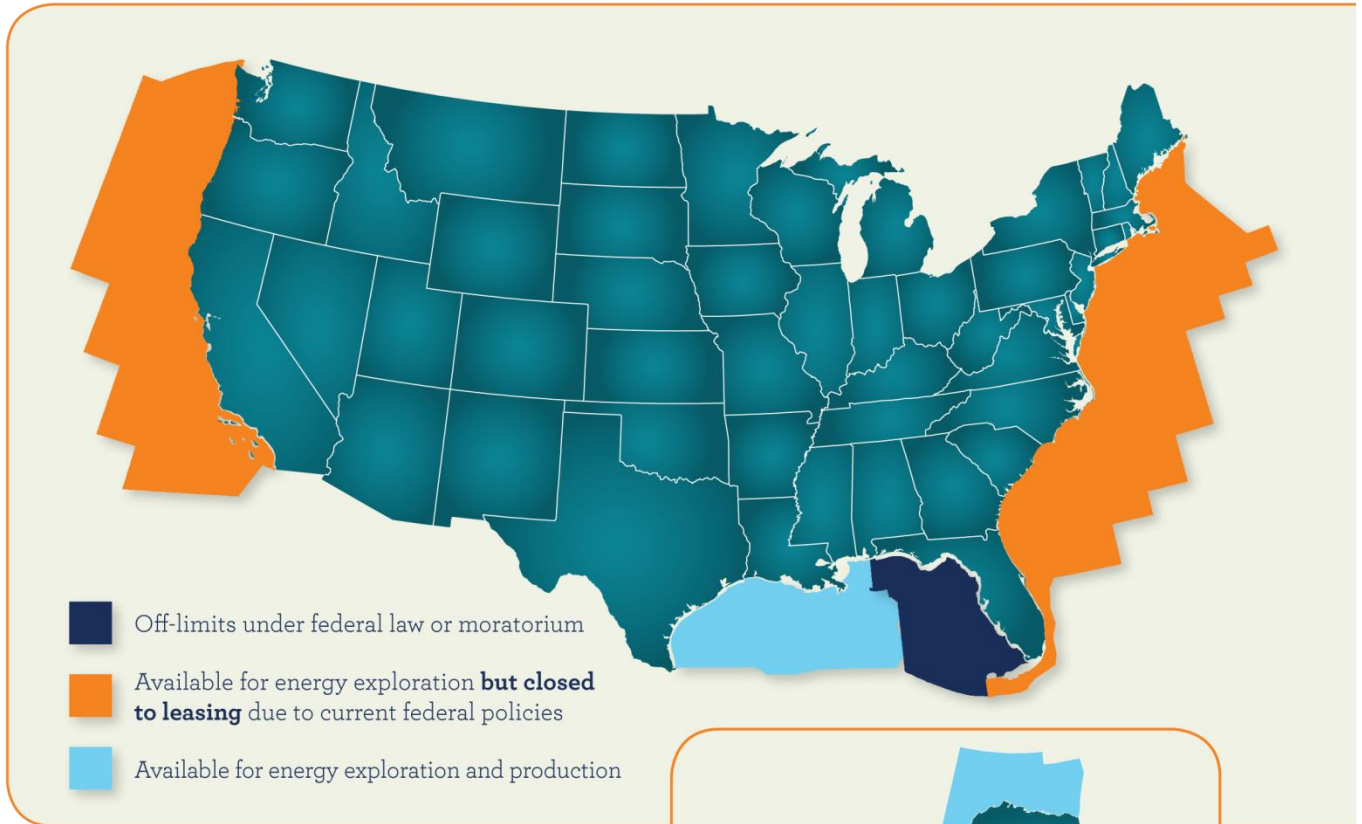 Off-limits under federal law or moratorium
Available for energy exploration but closed
to leasing due to current federal policies
Available for energy exploration and production